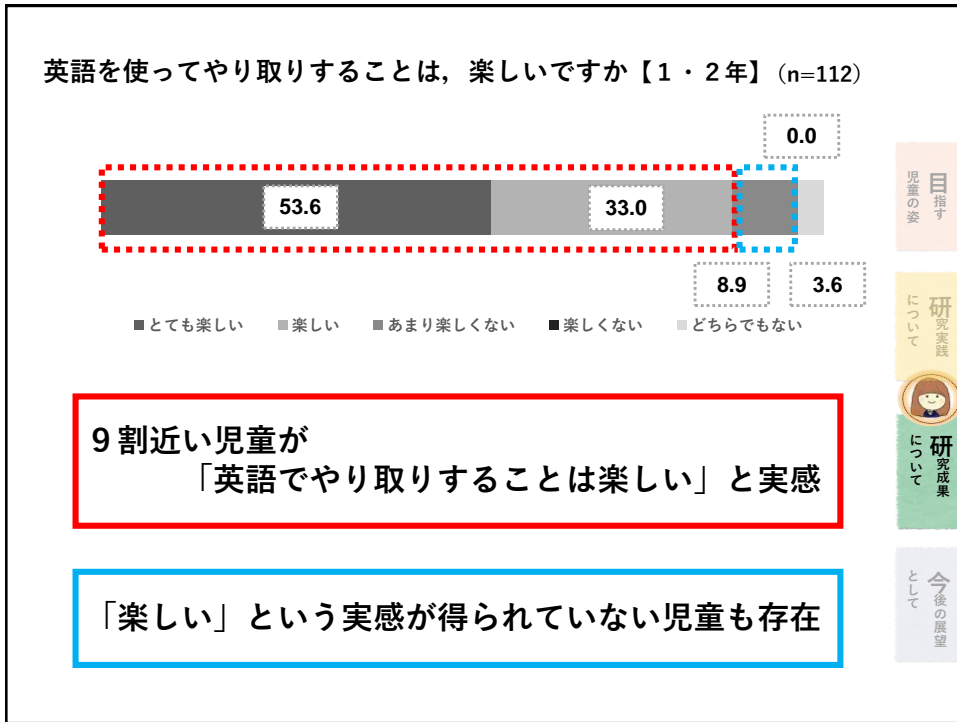 英語を使ってやり取りすることは，楽しいですか【１・２年】（n=112）
0.0
53.6
33.0
8.9
3.6
■とても楽しい ■楽しい ■あまり楽しくない ■楽しくない ■どちらでもない
９割近い児童が
「英語でやり取りすることは楽しい」と実感
「楽しい」という実感が得られていない児童も存在
目指す
児童の姿
研究実践
について
研究成果
について
今後の展望
として